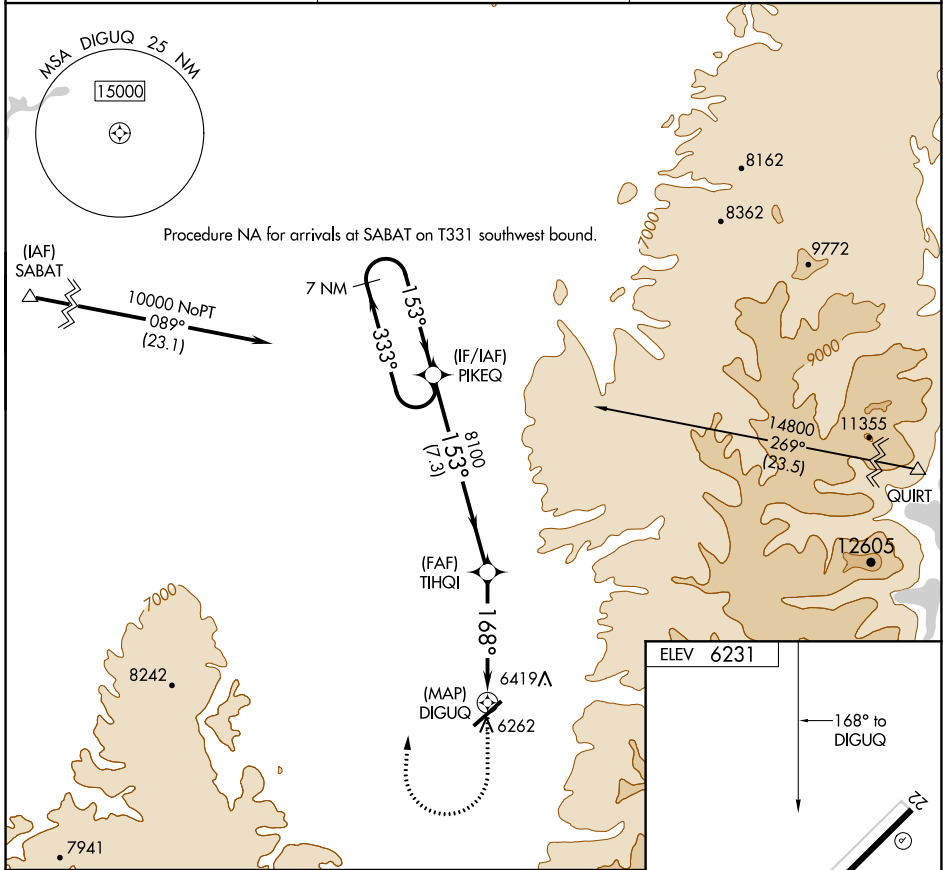 MSA DIGUQ 25 NM
15000
8162
8362
7000
Procedure NA for arrivals at SABAT on T331 southwest bound.
9772
(IAF)
SABAT
10000 NoPT
089°
(23.1)
7 NM
153°
333°
(IF/IAF)
PIKEQ
9000
8100
153°
(7.3)
14800
269°
(23.5)
11355
QUIRT
12605
(FAF)
TIHQI
168°
7000
8242
6419
(MAP)
DIGUQ
6262
7941
ELEV 6231
168° to
DIGUQ
22
P